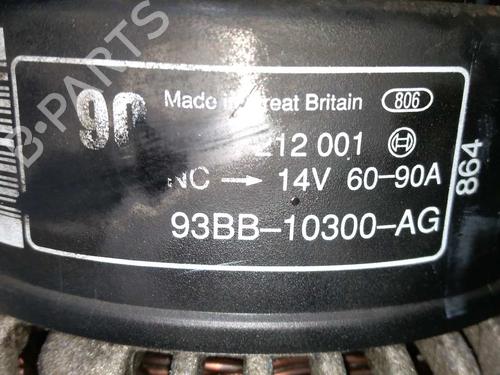 B-PARTS
90 Made in Great Britain 806
212 001
NC → 14V 60-90A
93BB-10300-AG
864